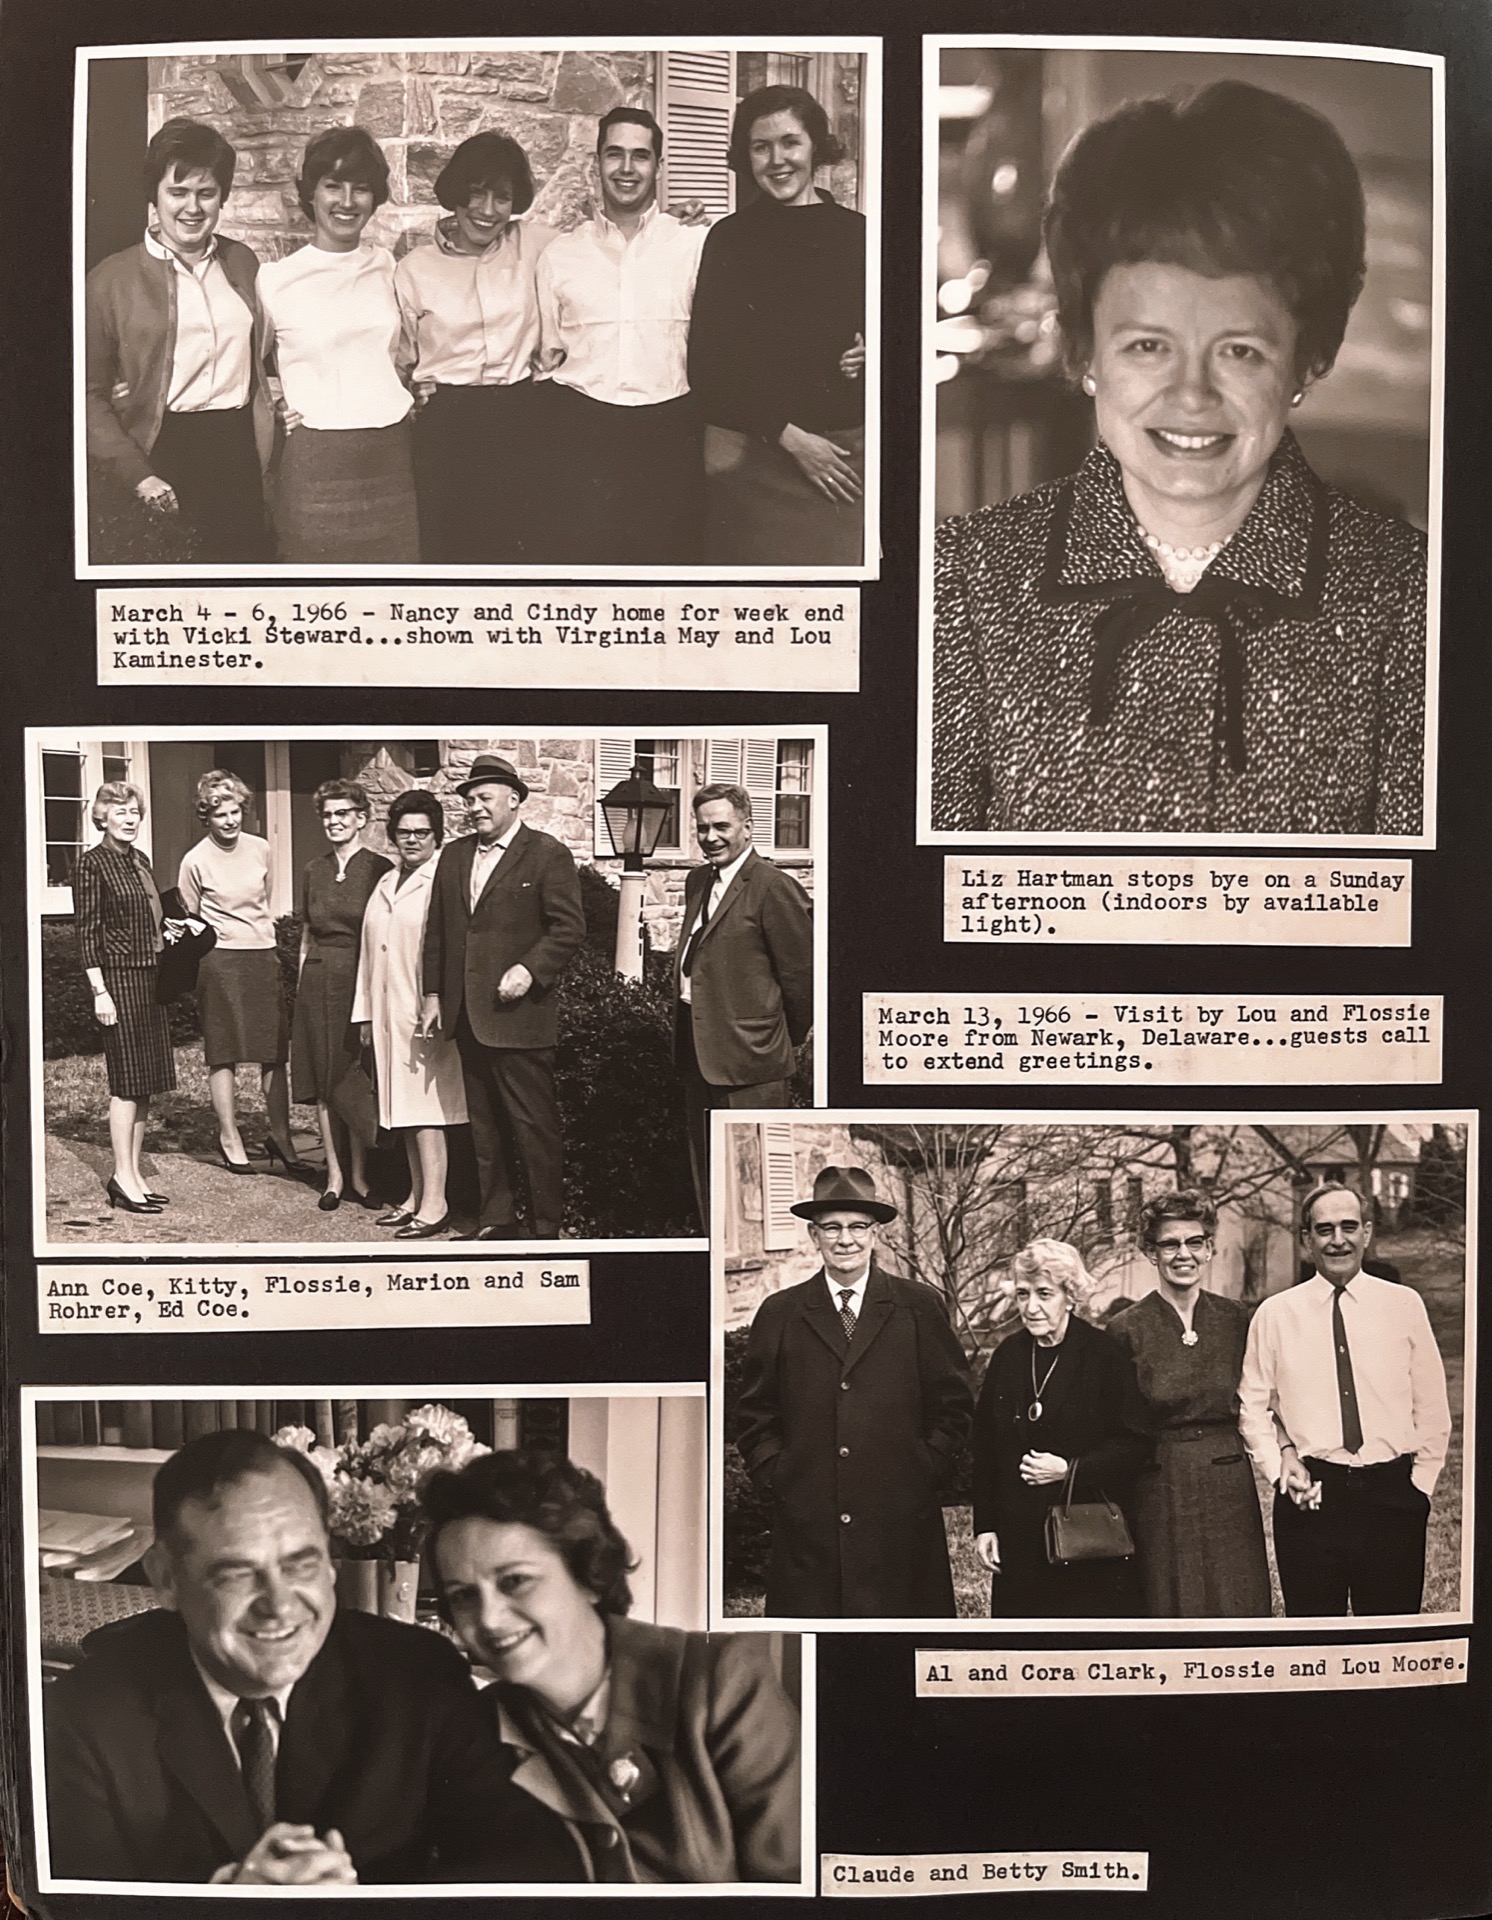 March 4 - 6, 1966 - Nancy and Cindy home for week end
with Vicki Steward...shown with Virginia May and Lou
Kaminester.
Liz Hartman stops bye on a Sunday
afternoon (indoors by available
light).
March 13, 1966 - Visit by Lou and Flossie
Moore from Newark, Delaware...guests call
to extend greetings.
Ann Coe, Kitty, Flossie, Marion and Sam
Rohrer, Ed Coe.
Al and Cora Clark, Flossie and Lou Moore.
Claude and Betty Smith.